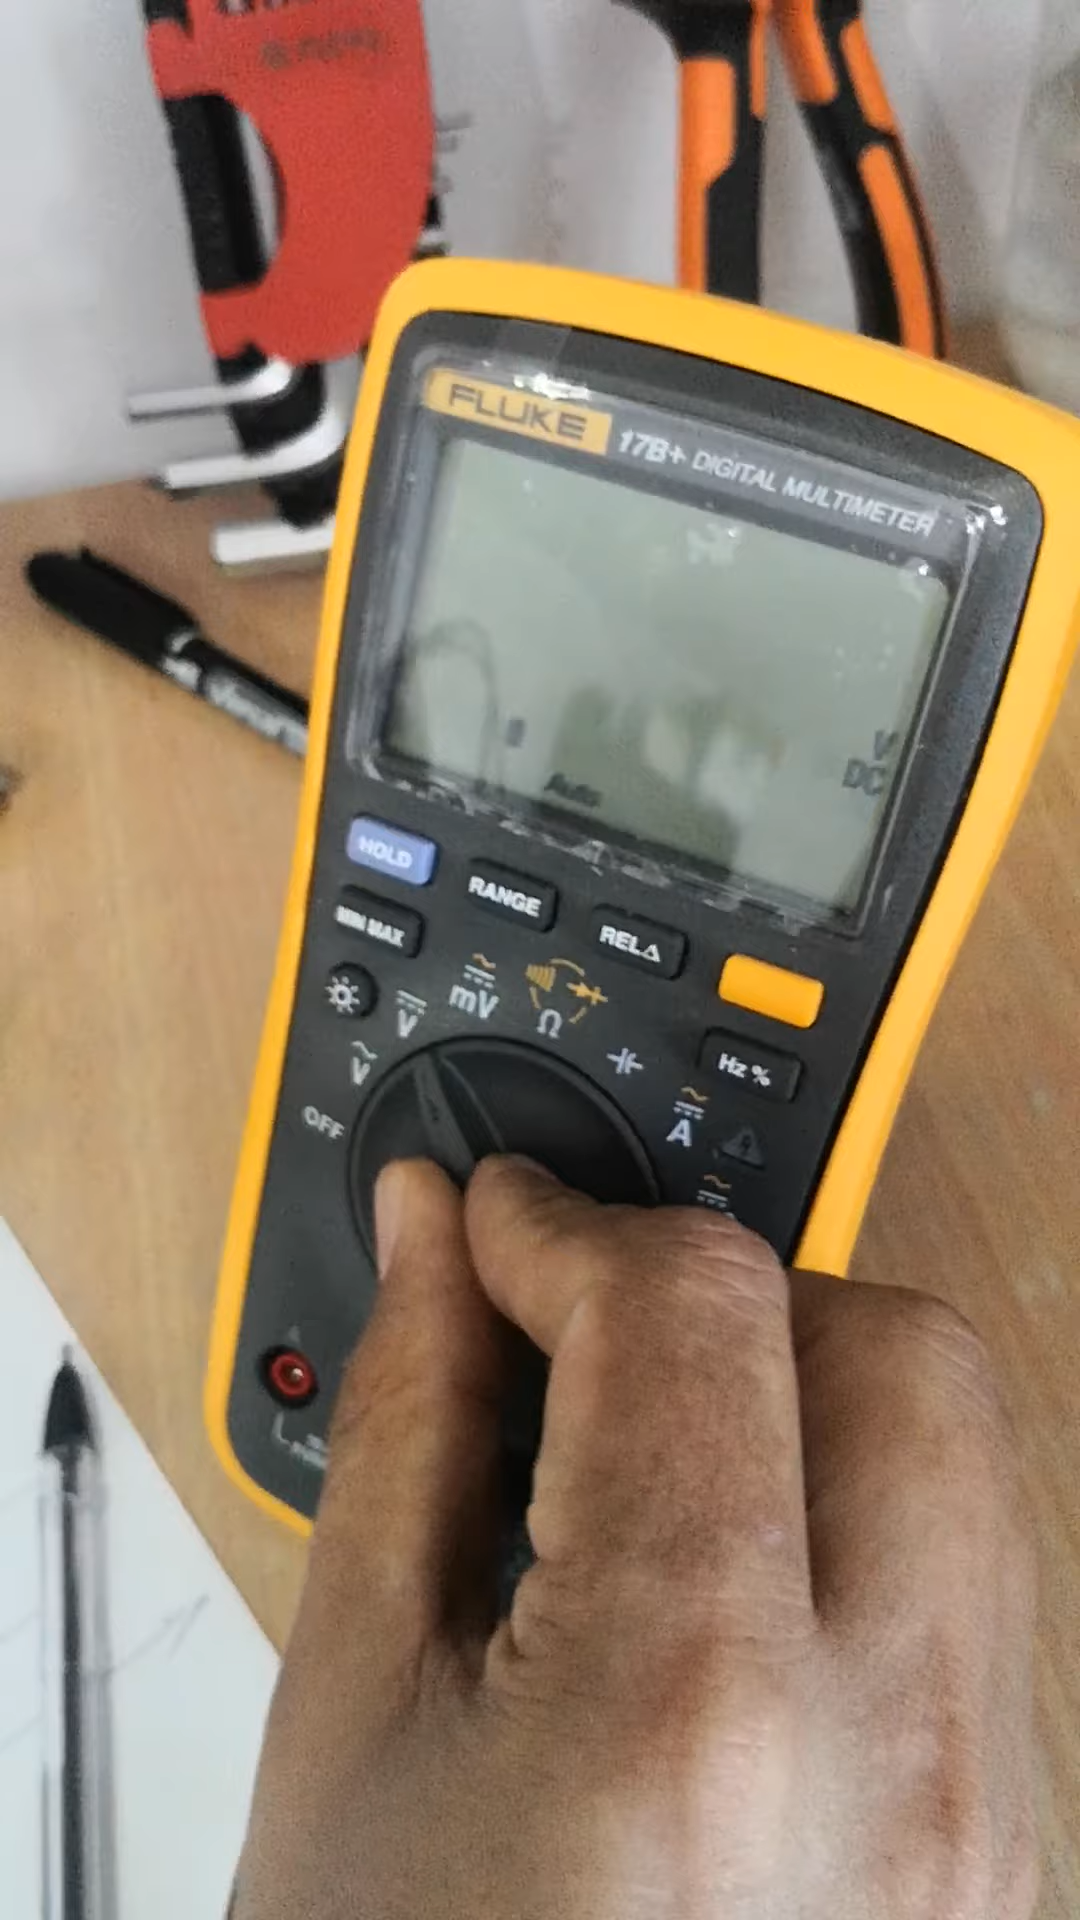 FLUKE
17B+ DIGITAL MULTIMETER
V
DC
Auto
HOLD
RANGE
REL△
MIN MAX
mV
Ω
V
V
OFF
Hz %
A
A